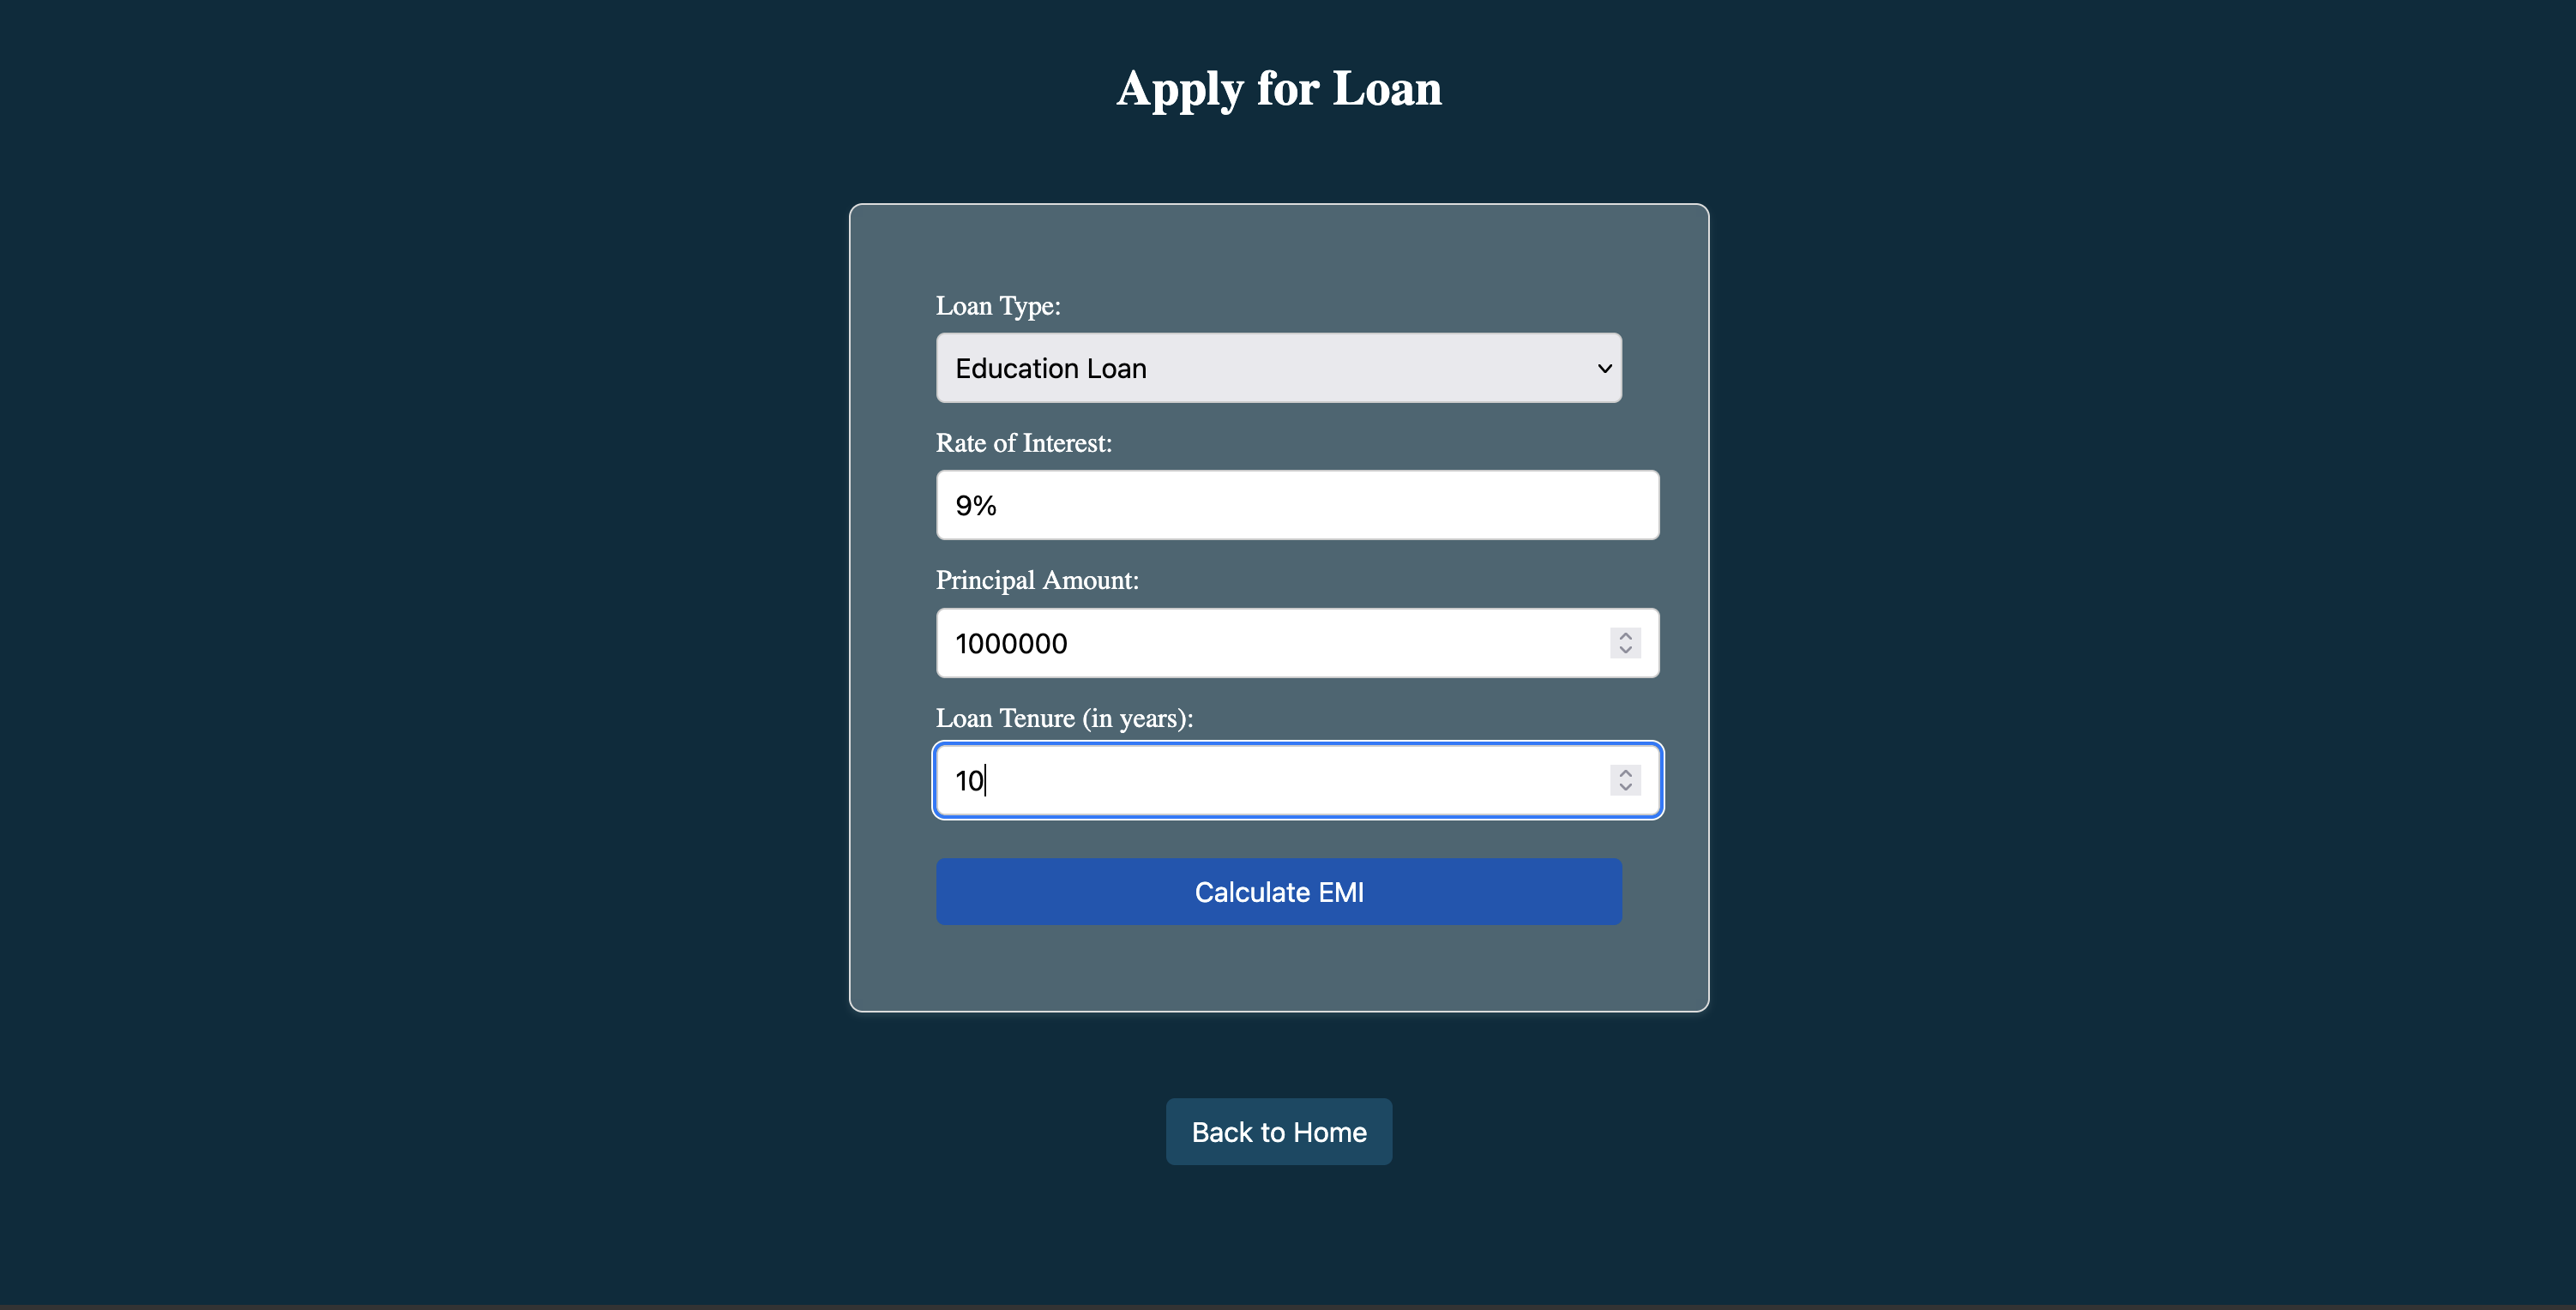 Apply for Loan
Loan Type:
Education Loan
Rate of Interest:
9%
Principal Amount:
1000000
Loan Tenure (in years):
10
Calculate EMI
Back to Home